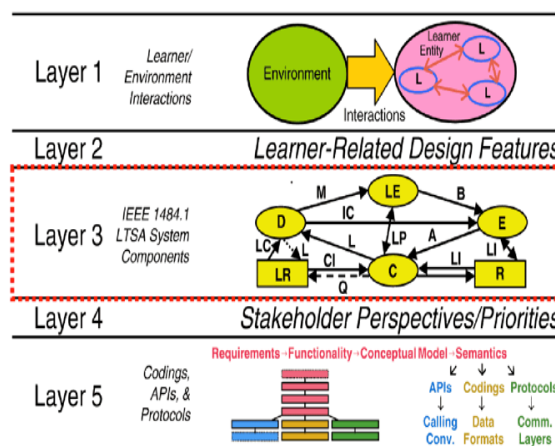 Layer 1
Learner/
Environment
Interactions
Environment
Interactions
Learner
Entity
L
L
L
Layer 2
Learner-Related Design Features
Layer 3
IEEE 1484.1
LTSA System
Components
M
LE
B
D
IC
E
LC
L
L
LP
A
LI
LR
CI
Q
C
LI
R
Layer 4
Stakeholder Perspectives/Priorities
Layer 5
Codings,
APIs, &
Protocols
Requirements→Functionality→Conceptual Model→Semantics
APIs Codings Protocols
Calling Data Comm.
Conv. Formats Layers